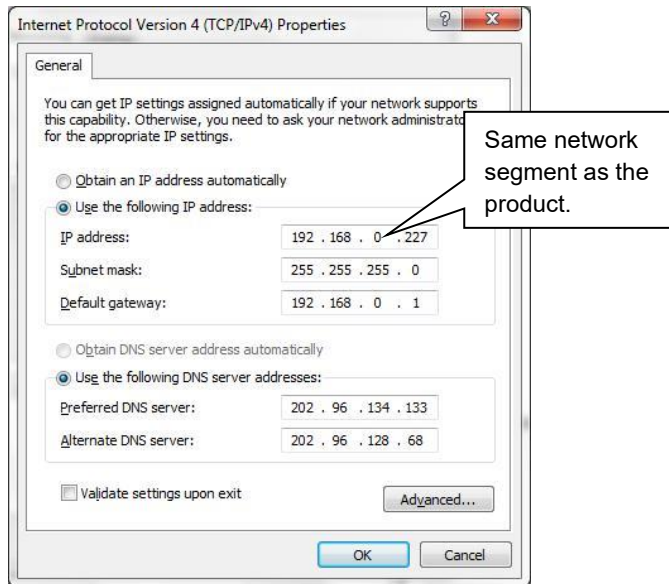 Internet Protocol Version 4 (TCP/IPv4) Properties
General
You can get IP settings assigned automatically if your network supports
this capability. Otherwise, you need to ask your network administrato
for the appropriate IP settings.
Obtain an IP address automatically
Use the following IP address:
IP address: 192 . 168 . 0 . 227
Subnet mask: 255 . 255 . 255 . 0
Default gateway: 192 . 168 . 0 . 1
Same network
segment as the
product.
Obtain DNS server address automatically
Use the following DNS server addresses:
Preferred DNS server: 202 . 96 . 134 . 133
Alternate DNS server: 202 . 96 . 128 . 68
Validate settings upon exit
Advanced...
OK
Cancel